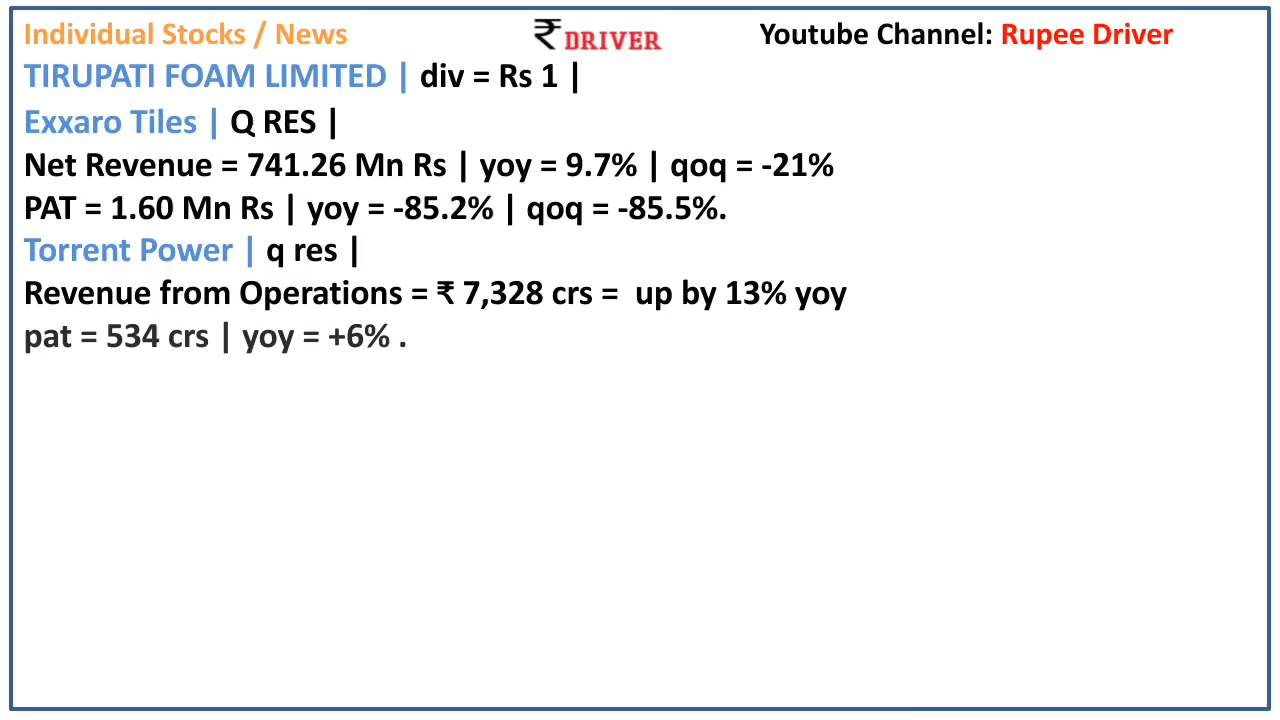 Individual Stocks / News
₹ DRIVER
Youtube Channel: Rupee Driver
TIRUPATI FOAM LIMITED | div = Rs 1 |
Exxaro Tiles | Q RES |
Net Revenue = 741.26 Mn Rs | yoy = 9.7% | qoq = -21%
PAT = 1.60 Mn Rs | yoy = -85.2% | qoq = -85.5%.
Torrent Power | q res |
Revenue from Operations = ₹ 7,328 crs =  up by 13% yoy
pat = 534 crs | yoy = +6% .